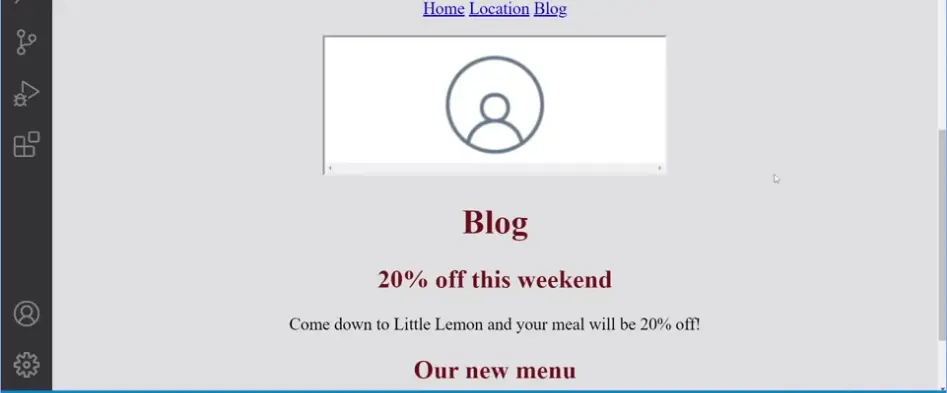 Home Location Blog
Blog
20% off this weekend
Come down to Little Lemon and your meal will be 20% off!
Our new menu